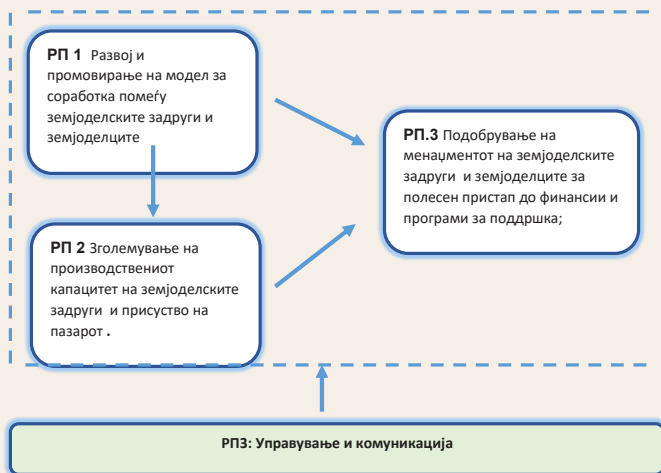 РП 1 Развој и
промовирање на модел за
соработка помеѓу
земјоделски задруги и
земјоделците
РП 2 Зголемување на
производствениот
капацитет на земјоделските
задруги и присуство на
пазарот .
РП.3 Подобрување на
менаџментот на земјоделските
задруги и земјоделците за
полесен пристап до финансии и
програми за поддршка;
РП3: Управување и комуникација